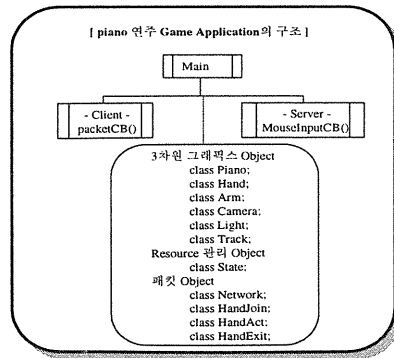 [ piano 연주 Game Application의 구조 ]
Main
- Client -
packetCB()
- Server -
MouseInputCB()
3차원 그래픽스 Object
class Piano;
class Hand;
class Arm;
class Camera;
class Light;
class Track;
Resource 관리 Object
class State;
패킷 Object
class Network;
class HandJoin;
class HandAct;
class HandExit;